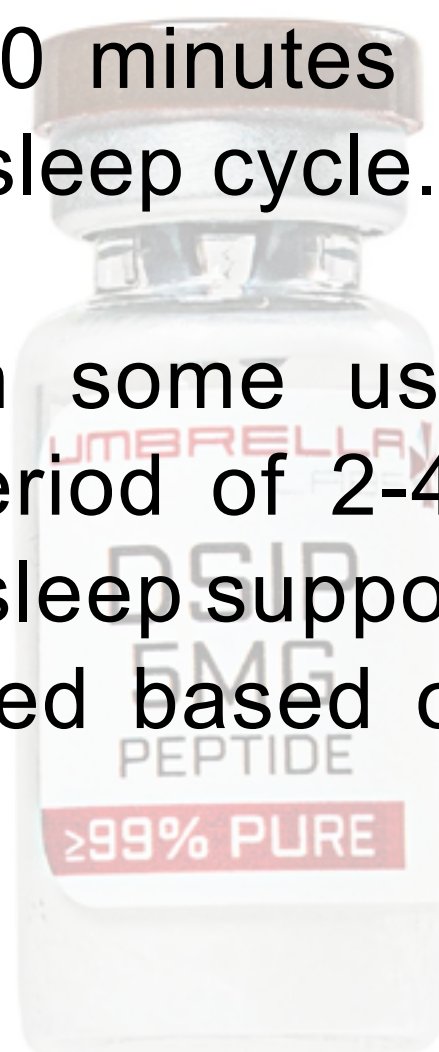 0 minutes
sleep cycle.
some us
UMBRELLA
eriod of 2-4
DSIP
sleep suppo
5MG
ed based o
PEPTIDE
≥99% PURE